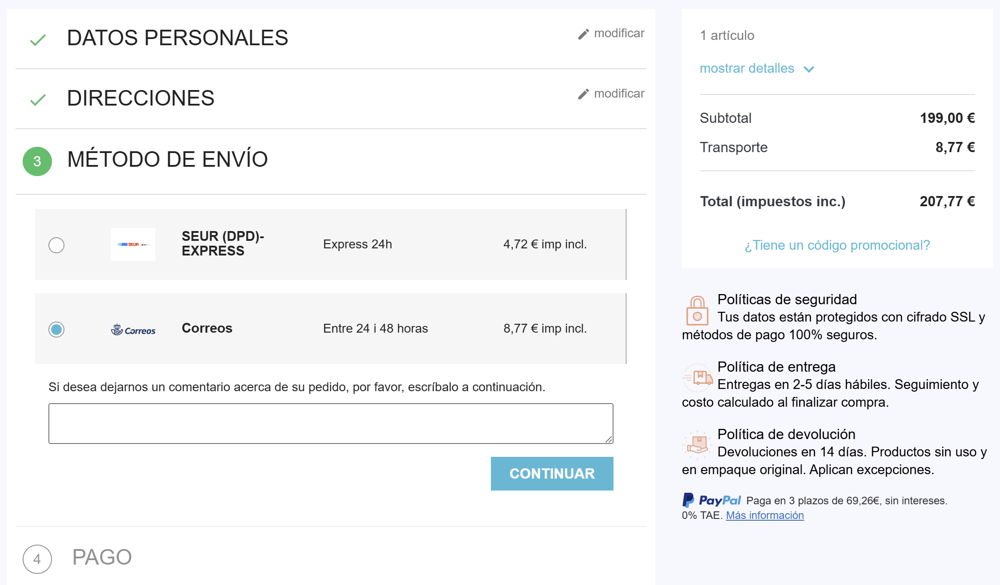 DATOS PERSONALES
modificar
DIRECCIONES
modificar
3 MÉTODO DE ENVÍO
SEUR
SEUR (DPD)-
EXPRESS
Express 24h
4,72 € imp incl.
Correos
Correos
Entre 24 i 48 horas
8,77 € imp incl.
Si desea dejarnos un comentario acerca de su pedido, por favor, escríbalo a continuación.
CONTINUAR
4 PAGO
1 artículo
mostrar detalles
Subtotal 199,00 €
Transporte 8,77 €
Total (impuestos inc.) 207,77 €
¿Tiene un código promocional?
Políticas de seguridad
Tus datos están protegidos con cifrado SSL y
métodos de pago 100% seguros.
Política de entrega
Entregas en 2-5 días hábiles. Seguimiento y
costo calculado al finalizar compra.
Política de devolución
Devoluciones en 14 días. Productos sin uso y
en empaque original. Aplican excepciones.
PayPal Paga en 3 plazos de 69,26€, sin intereses.
0% TAE. Más información